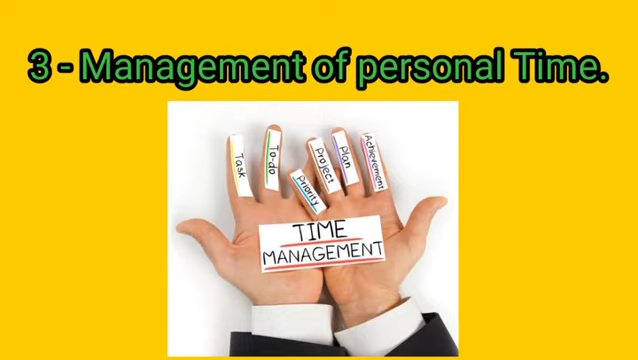 3 - Management of personal Time.
Task
To-do
Priority
Project
Plan
Achievement
TIME
MANAGEMENT